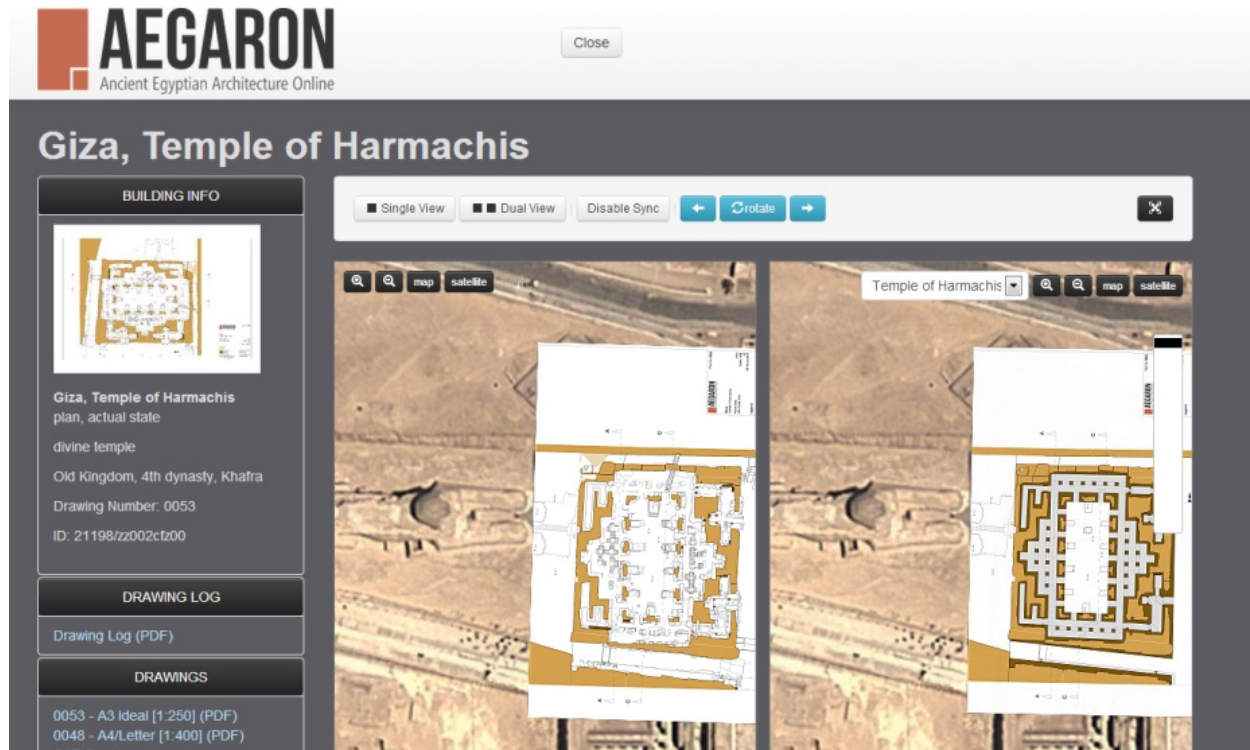 AEGARON
Ancient Egyptian Architecture Online
Close
Giza, Temple of Harmachis
BUILDING INFO
Giza, Temple of Harmachis
plan, actual state
divine temple
Old Kingdom, 4th dynasty, Khafra
Drawing Number: 0053
ID: 21198/zz002cfz00
DRAWING LOG
Drawing Log (PDF)
DRAWINGS
0053 - A3 Ideal [1:250] (PDF)
0048 - A4/Letter [1:400] (PDF)
Single View Dual View Disable Sync rotate
map satellite
AEGARON
Temple of Harmachis map satellite
AEGARON